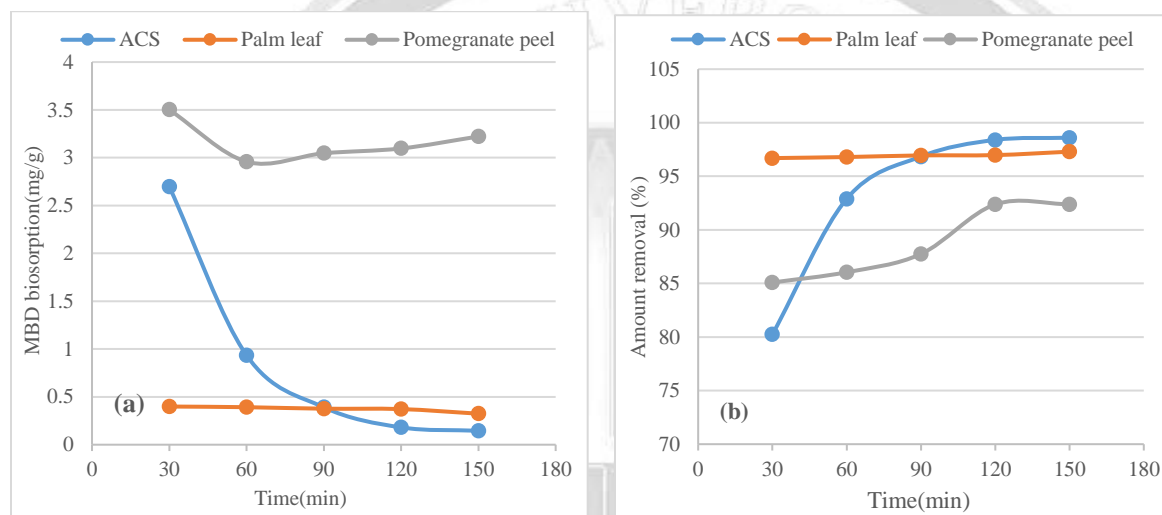 ACS Palm leaf Pomegranate peel
4
3.5
3
2.5
2
1.5
1
0.5
0
MBD biosorption(mg/g)
(a)
0 30 60 90 120 150 180
Time(min)
ACS Palm leaf Pomegranate peel
105
100
95
90
85
80
75
70
Amount removal (%)
(b)
0 30 60 90 120 150 180
Time(min)